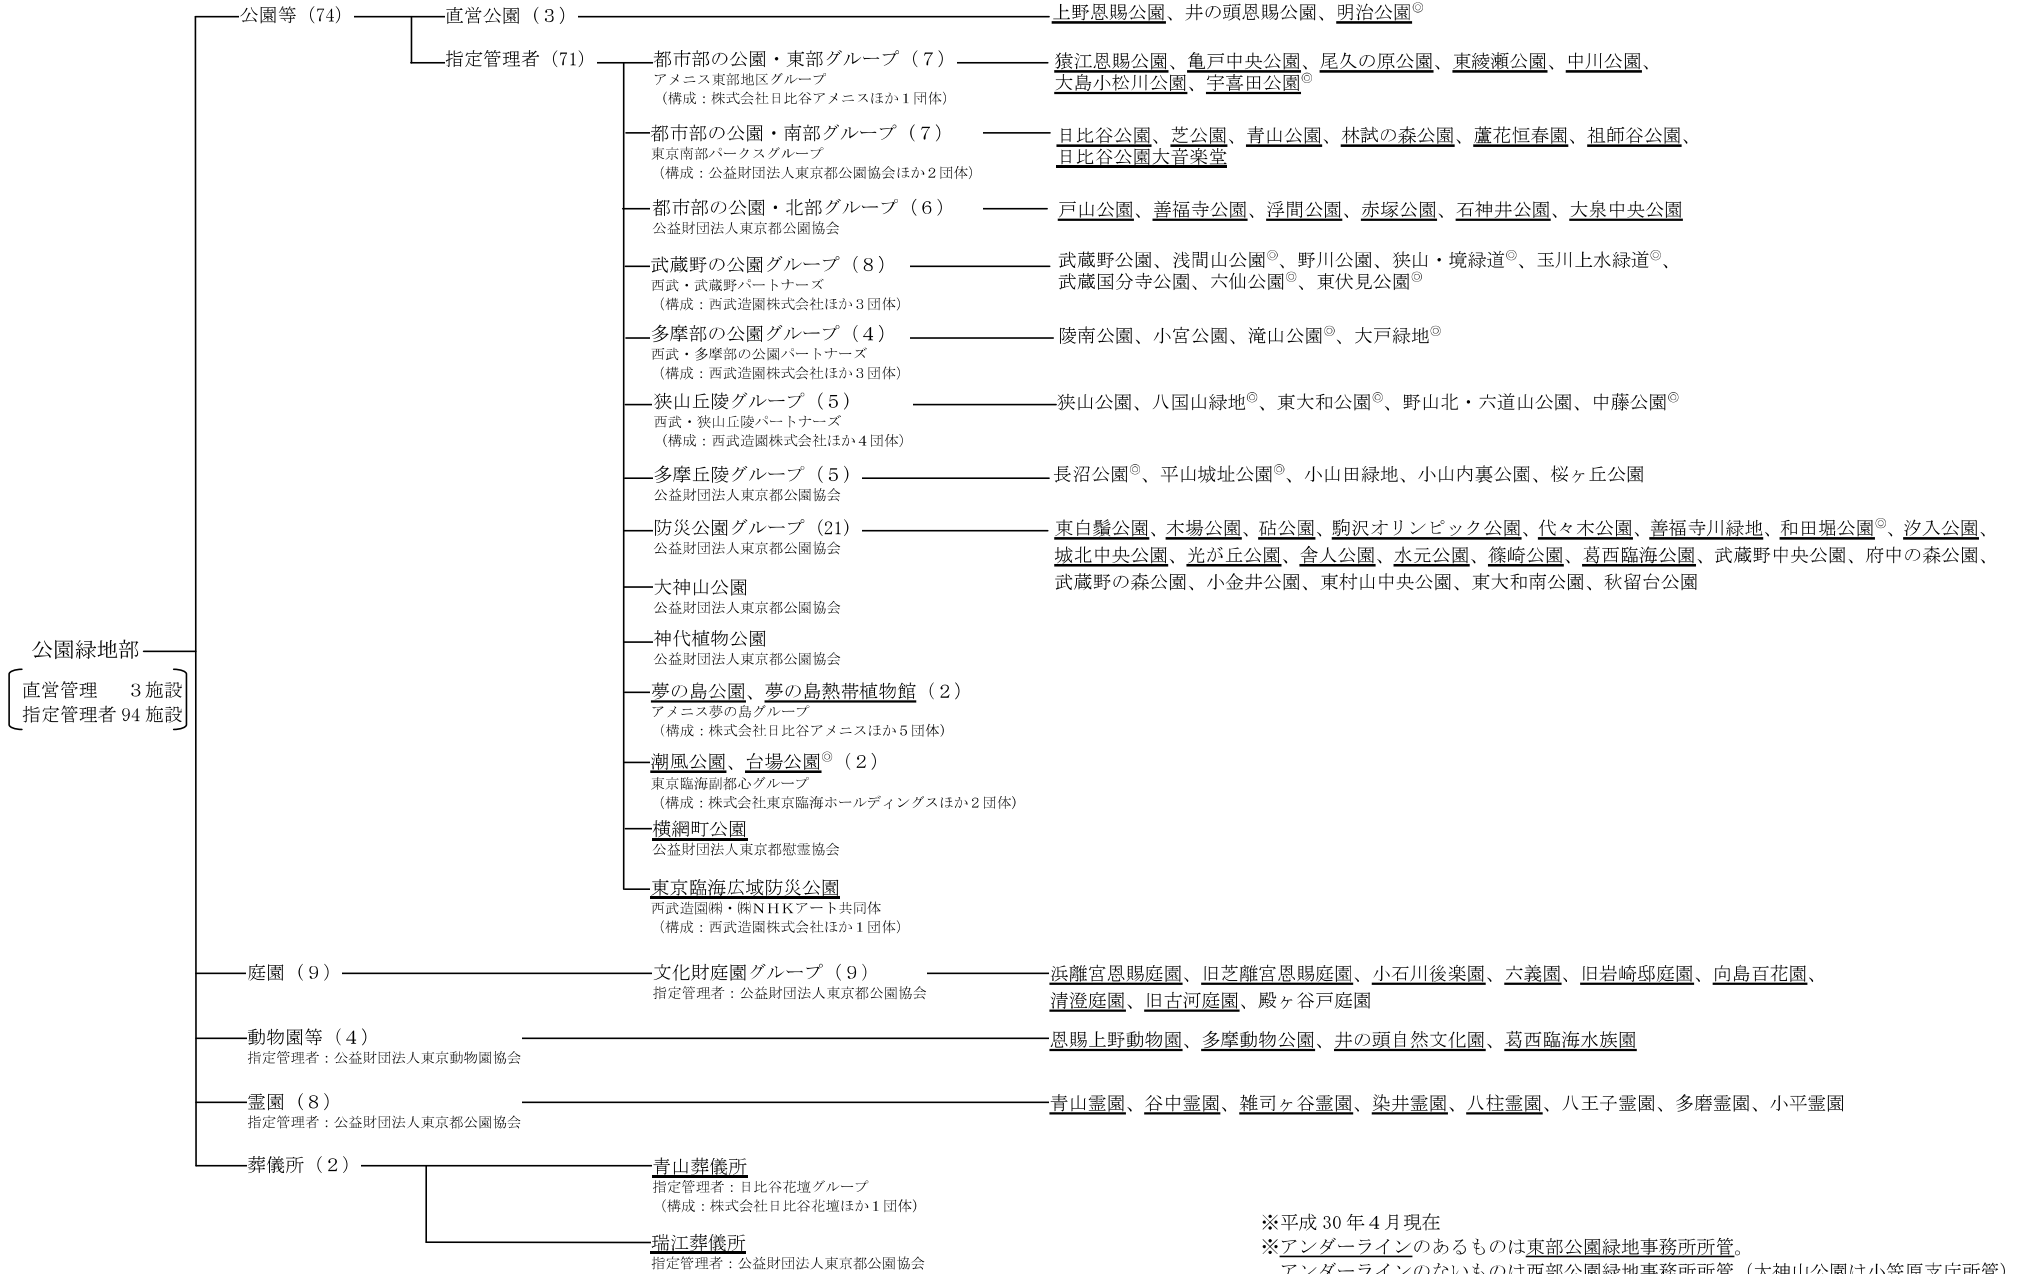 公園等（74） 直営公園（３） 上野恩賜公園、井の頭恩賜公園、明治公園◎
指定管理者（71） 都市部の公園・東部グループ（７） 猿江恩賜公園、亀戸中央公園、尾久の原公園、東綾瀬公園、中川公園、
アメニス東部地区グループ 大島小松川公園、宇喜田公園◎
（構成：株式会社日比谷アメニスほか１団体）
都市部の公園・南部グループ（７） 日比谷公園、芝公園、青山公園、林試の森公園、蘆花恒春園、祖師谷公園、
東京南部パークスグループ 日比谷公園大音楽堂
（構成：公益財団法人東京都公園協会ほか２団体）
都市部の公園・北部グループ（６） 戸山公園、善福寺公園、浮間公園、赤塚公園、石神井公園、大泉中央公園
公益財団法人東京都公園協会
武蔵野の公園グループ（８） 武蔵野公園、浅間山公園◎、野川公園、狭山・境緑道◎、玉川上水緑道◎、
西武・武蔵野パートナーズ 武蔵国分寺公園、六仙公園◎、東伏見公園◎
（構成：西武造園株式会社ほか３団体）
多摩部の公園グループ（４） 陵南公園、小宮公園、滝山公園◎、大戸緑地◎
西武・多摩部の公園パートナーズ
（構成：西武造園株式会社ほか３団体）
狭山丘陵グループ（５） 狭山公園、八国山緑地◎、東大和公園◎、野山北・六道山公園、中藤公園◎
西武・狭山丘陵パートナーズ
（構成：西武造園株式会社ほか４団体）
多摩丘陵グループ（５） 長沼公園◎、平山城址公園◎、小山田緑地、小山内裏公園、桜ヶ丘公園
公益財団法人東京都公園協会
防災公園グループ（21） 東白鬚公園、木場公園、砧公園、駒沢オリンピック公園、代々木公園、善福寺川緑地、和田堀公園◎、汐入公園、
公益財団法人東京都公園協会 城北中央公園、光が丘公園、舎人公園、水元公園、篠崎公園、葛西臨海公園、武蔵野中央公園、府中の森公園、
武蔵野の森公園、小金井公園、東村山中央公園、東大和南公園、秋留台公園
大神山公園
公益財団法人東京都公園協会
神代植物公園
公益財団法人東京都公園協会
公園緑地部
直営管理 ３施設
指定管理者 94 施設
夢の島公園、夢の島熱帯植物館（２）
アメニス夢の島グループ
（構成：株式会社日比谷アメニスほか５団体）
潮風公園、台場公園◎（２）
東京臨海副都心グループ
（構成：株式会社東京臨海ホールディングスほか２団体）
横網町公園
公益財団法人東京都慰霊協会
東京臨海広域防災公園
西武造園㈱・㈱ＮＨＫアート共同体
（構成：西武造園株式会社ほか１団体）
庭園（９） 文化財庭園グループ（９） 浜離宮恩賜庭園、旧芝離宮恩賜庭園、小石川後楽園、六義園、旧岩崎邸庭園、向島百花園、
指定管理者：公益財団法人東京都公園協会 清澄庭園、旧古河庭園、殿ヶ谷戸庭園
動物園等（４） 恩賜上野動物園、多摩動物公園、井の頭自然文化園、葛西臨海水族園
指定管理者：公益財団法人東京動物園協会
霊園（８） 青山霊園、谷中霊園、雑司ヶ谷霊園、染井霊園、八柱霊園、八王子霊園、多磨霊園、小平霊園
指定管理者：公益財団法人東京都公園協会
葬儀所（２） 青山葬儀所
指定管理者：日比谷花壇グループ
（構成：株式会社日比谷花壇ほか１団体）
瑞江葬儀所
指定管理者：公益財団法人東京都公園協会
※平成 30 年４月現在
※アンダーラインのあるものは東部公園緑地事務所所管。
アンダーラインのないものは西部公園緑地事務所所管（大神山公園は小笠原支庁所管）